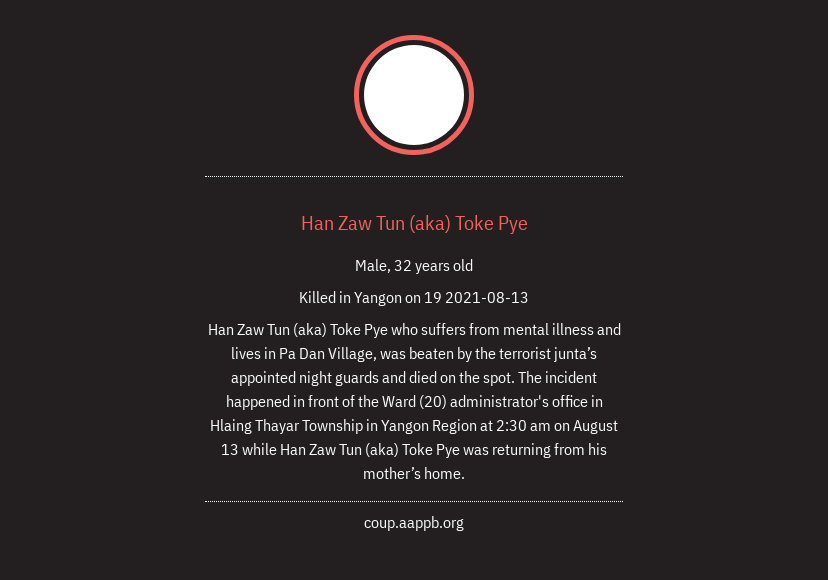 Han Zaw Tun (aka) Toke Pye
Male, 32 years old
Killed in Yangon on 19 2021-08-13
Han Zaw Tun (aka) Toke Pye who suffers from mental illness and
lives in Pa Dan Village, was beaten by the terrorist junta’s
appointed night guards and died on the spot. The incident
happened in front of the Ward (20) administrator's office in
Hlaing Thayar Township in Yangon Region at 2:30 am on August
13 while Han Zaw Tun (aka) Toke Pye was returning from his
mother’s home.
coup.aappb.org